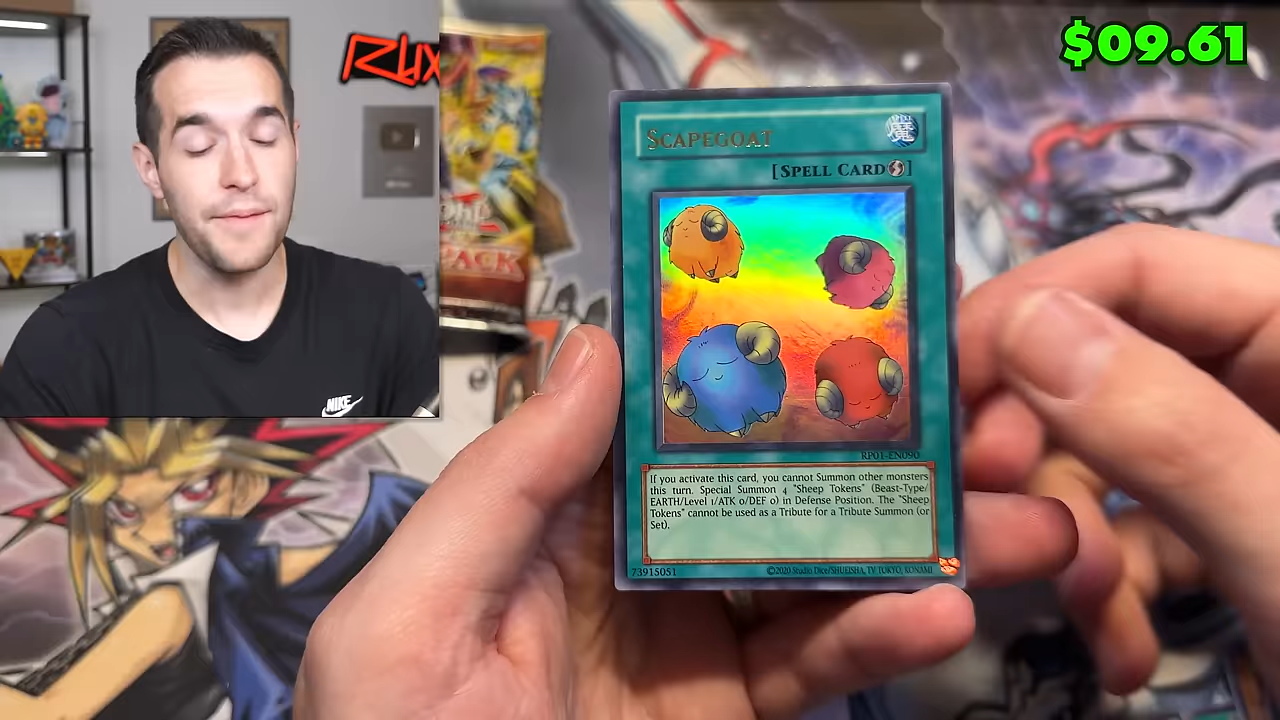 $09.61
NIKE
PACK
SCAPEGOAT
[SPELL CARD]
RP01-EN090
If you activate this card, you cannot Summon other monsters
this turn. Special Summon 4 "Sheep Tokens" (Beast-Type/
EARTH/Level 1/ATK 0/DEF 0) in Defense Position. The "Sheep
Tokens" cannot be used as a Tribute for a Tribute Summon (or
Set).
73915051
©2020 Studio Dice/SHUEISHA, TV TOKYO, KONAMI